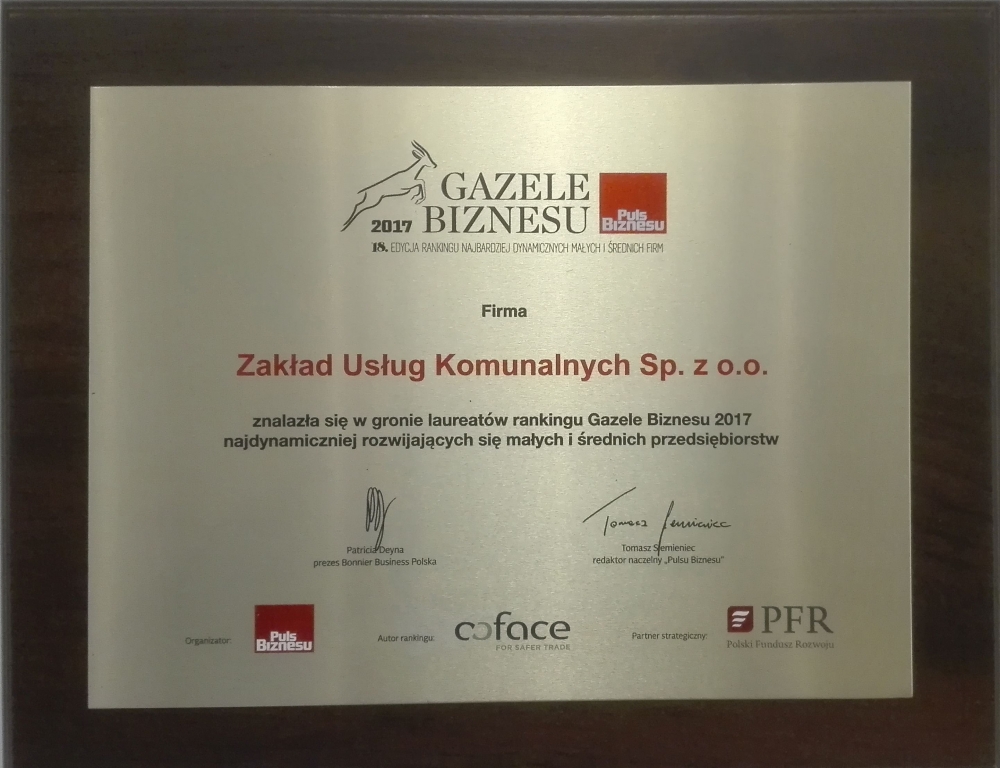 GAZELE
2017 BIZNESU
Puls
Biznesu
18. EDYCJA RANKINGU NAJBARDZIEJ DYNAMICZNYCH MAŁYCH I ŚREDNICH FIRM
Firma
Zakład Usług Komunalnych Sp. z o.o.
znalazła się w gronie laureatów rankingu Gazele Biznesu 2017
najdynamiczniej rozwijających się małych i średnich przedsiębiorstw
Tomasz Siemieniec
Patricia Deyna
prezes Bonnier Business Polska
Tomasz Siemieniec
redaktor naczelny „Pulsu Biznesu"
Organizator:
Puls
Biznesu
Autor rankingu:
coface
FOR SAFER TRADE
Partner strategiczny:
PFR
Polski Fundusz Rozwoju